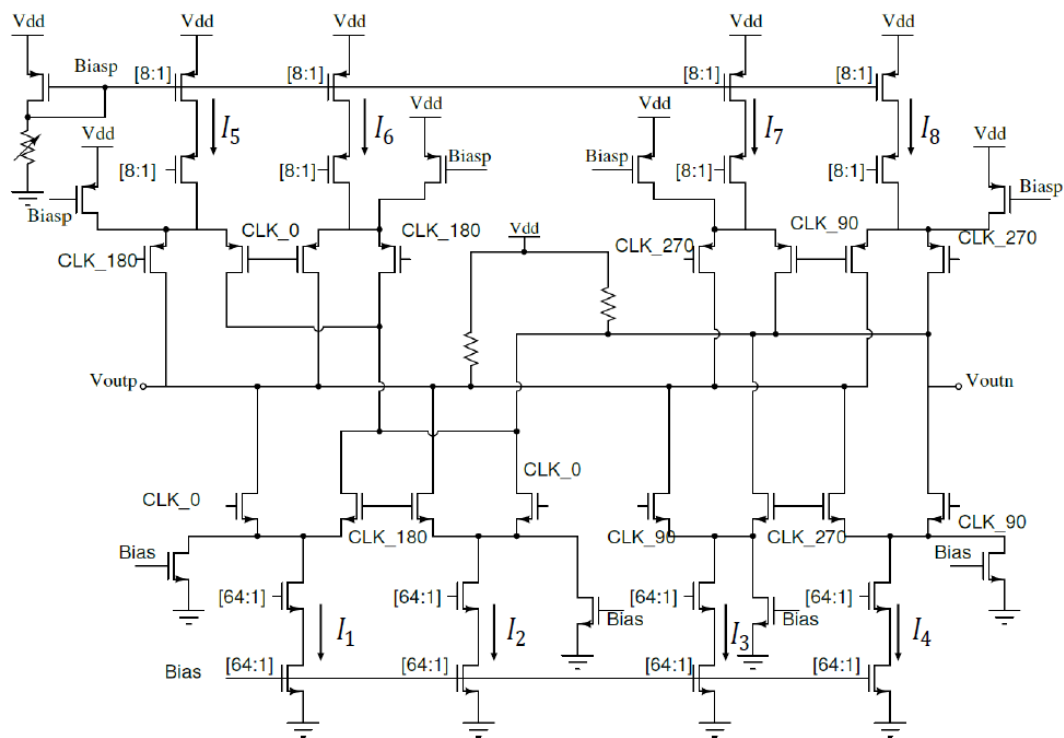 Vdd Vdd Vdd Vdd Vdd
Biasp [8:1] [8:1] [8:1] [8:1]
Vdd I5 I6 Vdd Vdd I7 I8 Vdd
[8:1] [8:1] Biasp Biasp [8:1] [8:1] Biasp
Biasp
CLK_0 CLK_180 Vdd CLK_90
CLK_180 CLK_270 CLK_270
Voutp Voutn
CLK_0
CLK_0 CLK_180 CLK_90 CLK_270 CLK_90
Bias Bias
[64:1] [64:1] [64:1] [64:1]
I1 I2 Bias I3 Bias I4
Bias [64:1] [64:1] [64:1] [64:1]